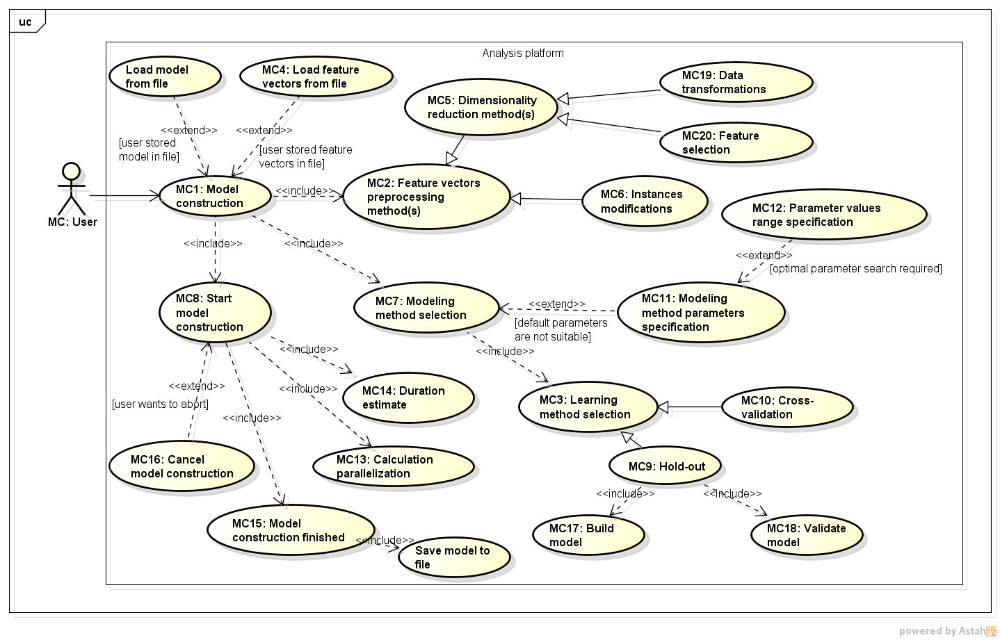 uc
Analysis platform
Load model
from file
MC4: Load feature
vectors from file
MC5: Dimensionality
reduction method(s)
MC19: Data
transformations
MC20: Feature
selection
<<extend>>
[user stored
model in file]
<<extend>>
[user stored feature
vectors in file]
MC: User
MC1: Model
construction
<<include>>
MC2: Feature vectors
preprocessing
method(s)
MC6: Instances
modifications
MC12: Parameter values
range specification
<<include>>
<<include>>
<<extend>>
[optimal parameter search required]
MC8: Start
model
construction
MC7: Modeling
method selection
<<extend>>
[default parameters
are not suitable]
MC11: Modeling
method parameters
specification
<<include>>
<<include>>
<<extend>>
[user wants to abort]
<<include>>
<<include>>
MC14: Duration
estimate
MC3: Learning
method selection
MC10: Cross-
validation
MC16: Cancel
model construction
MC13: Calculation
parallelization
MC9: Hold-out
<<include>>
<<include>>
MC15: Model
construction finished
<<include>>
Save model to
file
MC17: Build
model
MC18: Validate
model
powered by Astah